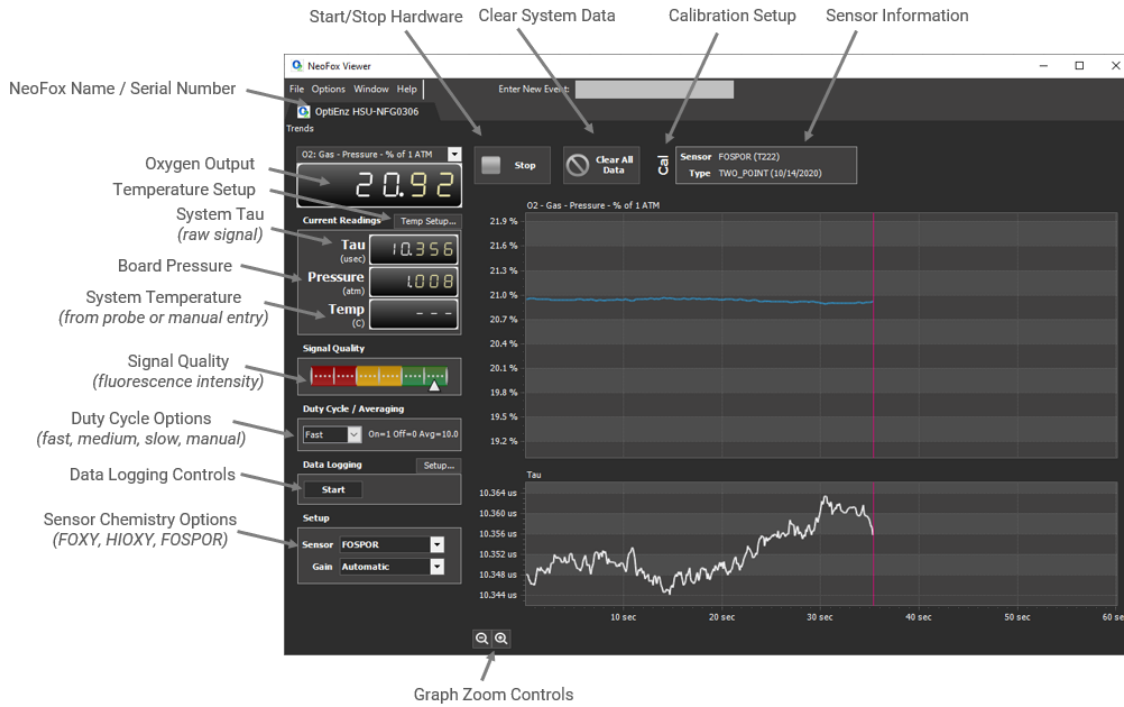 Start/Stop Hardware
Clear System Data
Calibration Setup
Sensor Information
NeoFox Viewer
NeoFox Name / Serial Number
File Options Window Help
Enter New Event:
OptiEnz HSU-NFG0306
Trends
Oxygen Output
O2: Gas - Pressure - % of 1 ATM
20.92
Stop
Clear All
Data
Cal
Sensor FOSPOR (T222)
Type TWO_POINT (10/14/2020)
Temperature Setup
Current Readings
Temp Setup...
System Tau
(raw signal)
Tau
(usec)
10.356
Board Pressure
Pressure
(atm)
1.008
System Temperature
(from probe or manual entry)
Temp
(C)
- - -
Signal Quality
(fluorescence intensity)
Signal Quality
Duty Cycle Options
(fast, medium, slow, manual)
Duty Cycle / Averaging
Fast
On=1 Off=0 Avg=10.0
Data Logging Controls
Data Logging
Setup...
Start
Sensor Chemistry Options
(FOXY, HIOXY, FOSPOR)
Setup
Sensor FOSPOR
Gain Automatic
O2 - Gas - Pressure - % of 1 ATM
21.9 %
21.6 %
21.3 %
21.0 %
20.7 %
20.4 %
20.1 %
19.8 %
19.5 %
19.2 %
Tau
10.364 us
10.360 us
10.356 us
10.352 us
10.348 us
10.344 us
10 sec
20 sec
30 sec
40 sec
50 sec
60 se
Graph Zoom Controls